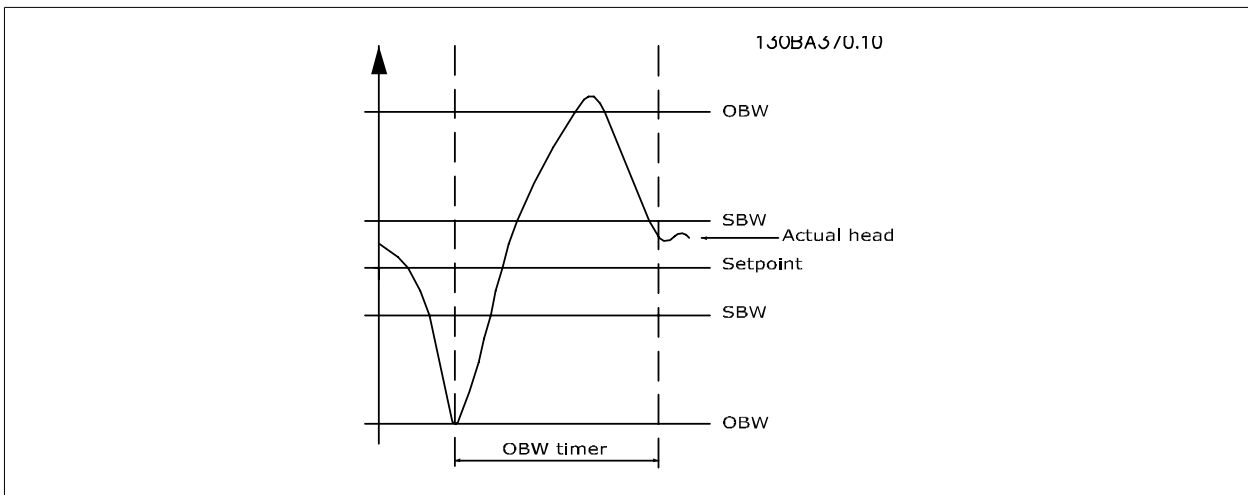 130BA370.10
OBW
SBW
Actual head
Setpoint
SBW
OBW
OBW timer